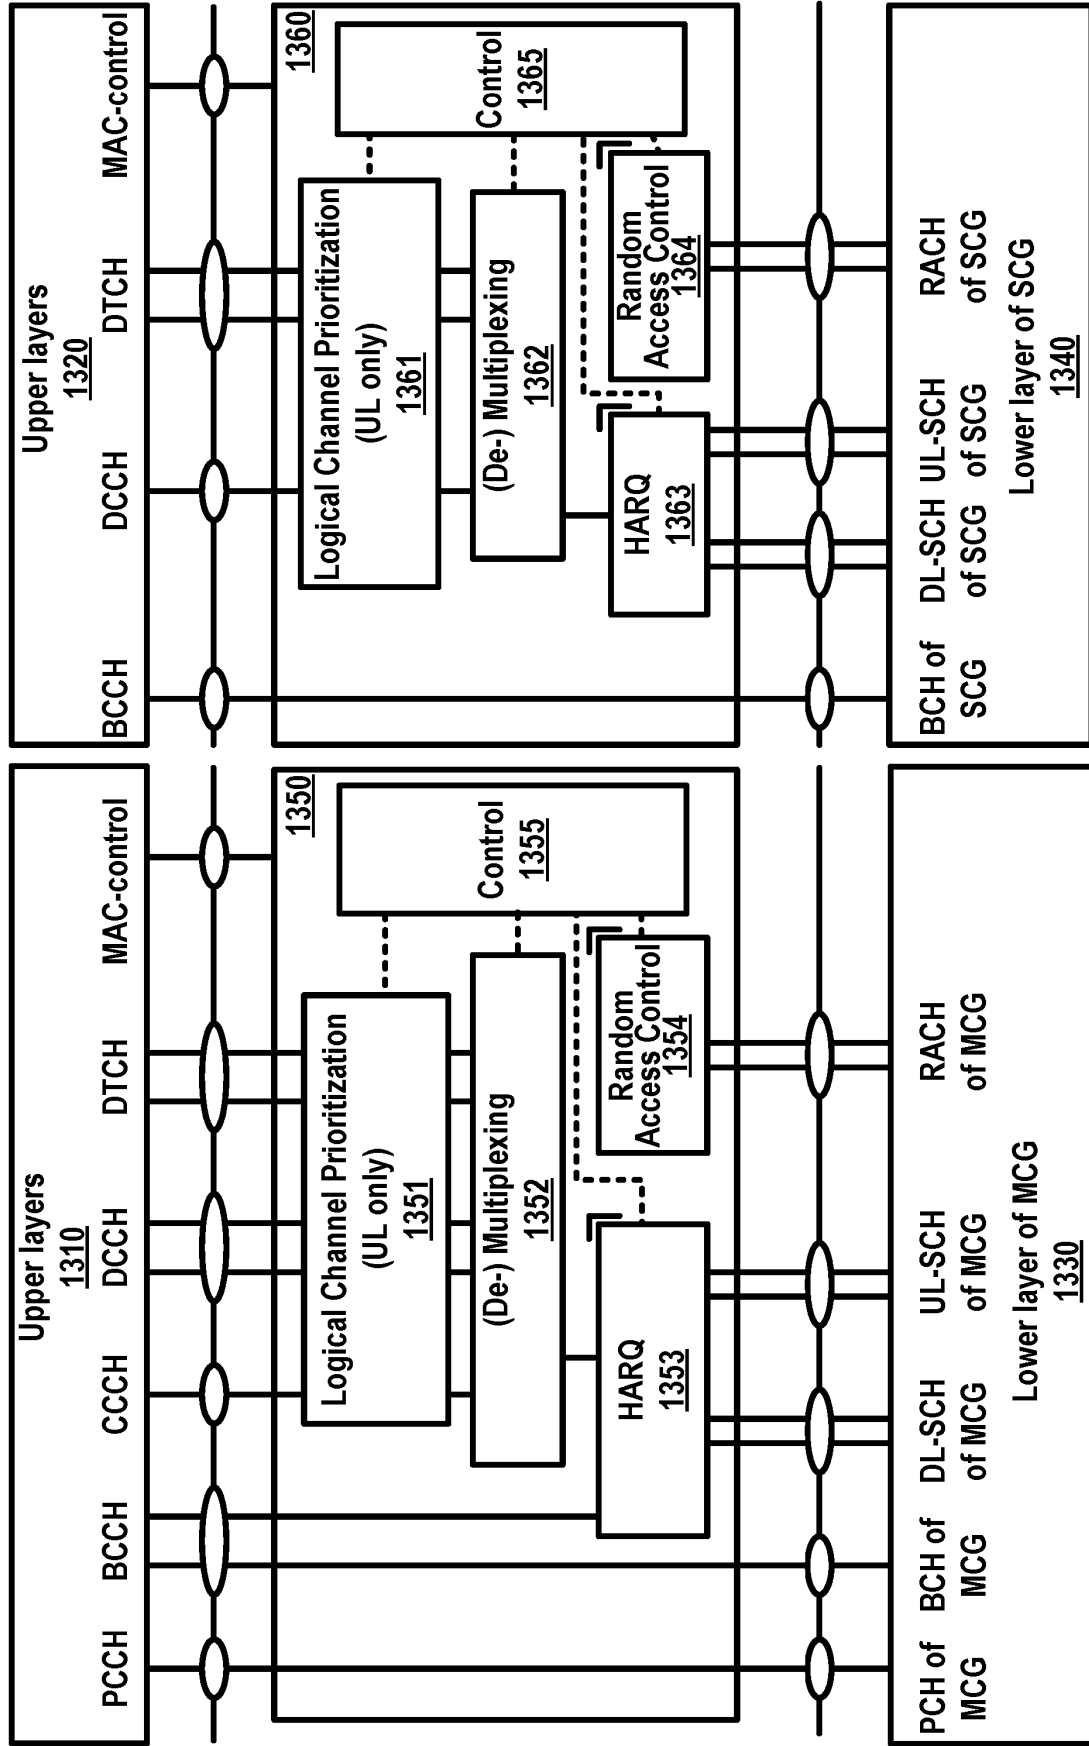 Upper layers
1310
PCCH
BCCH
CCCH
DCCH
DTCH
MAC-control
1350
Logical Channel Prioritization
(UL only)
1351
(De-) Multiplexing
1352
HARQ
1353
Random
Access Control
1354
Control
1355
PCH of
MCG
BCH of
MCG
DL-SCH
of MCG
UL-SCH
of MCG
RACH
of MCG
Lower layer of MCG
1330
Upper layers
1320
BCCH
DCCH
DTCH
MAC-control
1360
Logical Channel Prioritization
(UL only)
1361
(De-) Multiplexing
1362
HARQ
1363
Random
Access Control
1364
Control
1365
BCH of
SCG
DL-SCH
of SCG
UL-SCH
of SCG
RACH
of SCG
Lower layer of SCG
1340